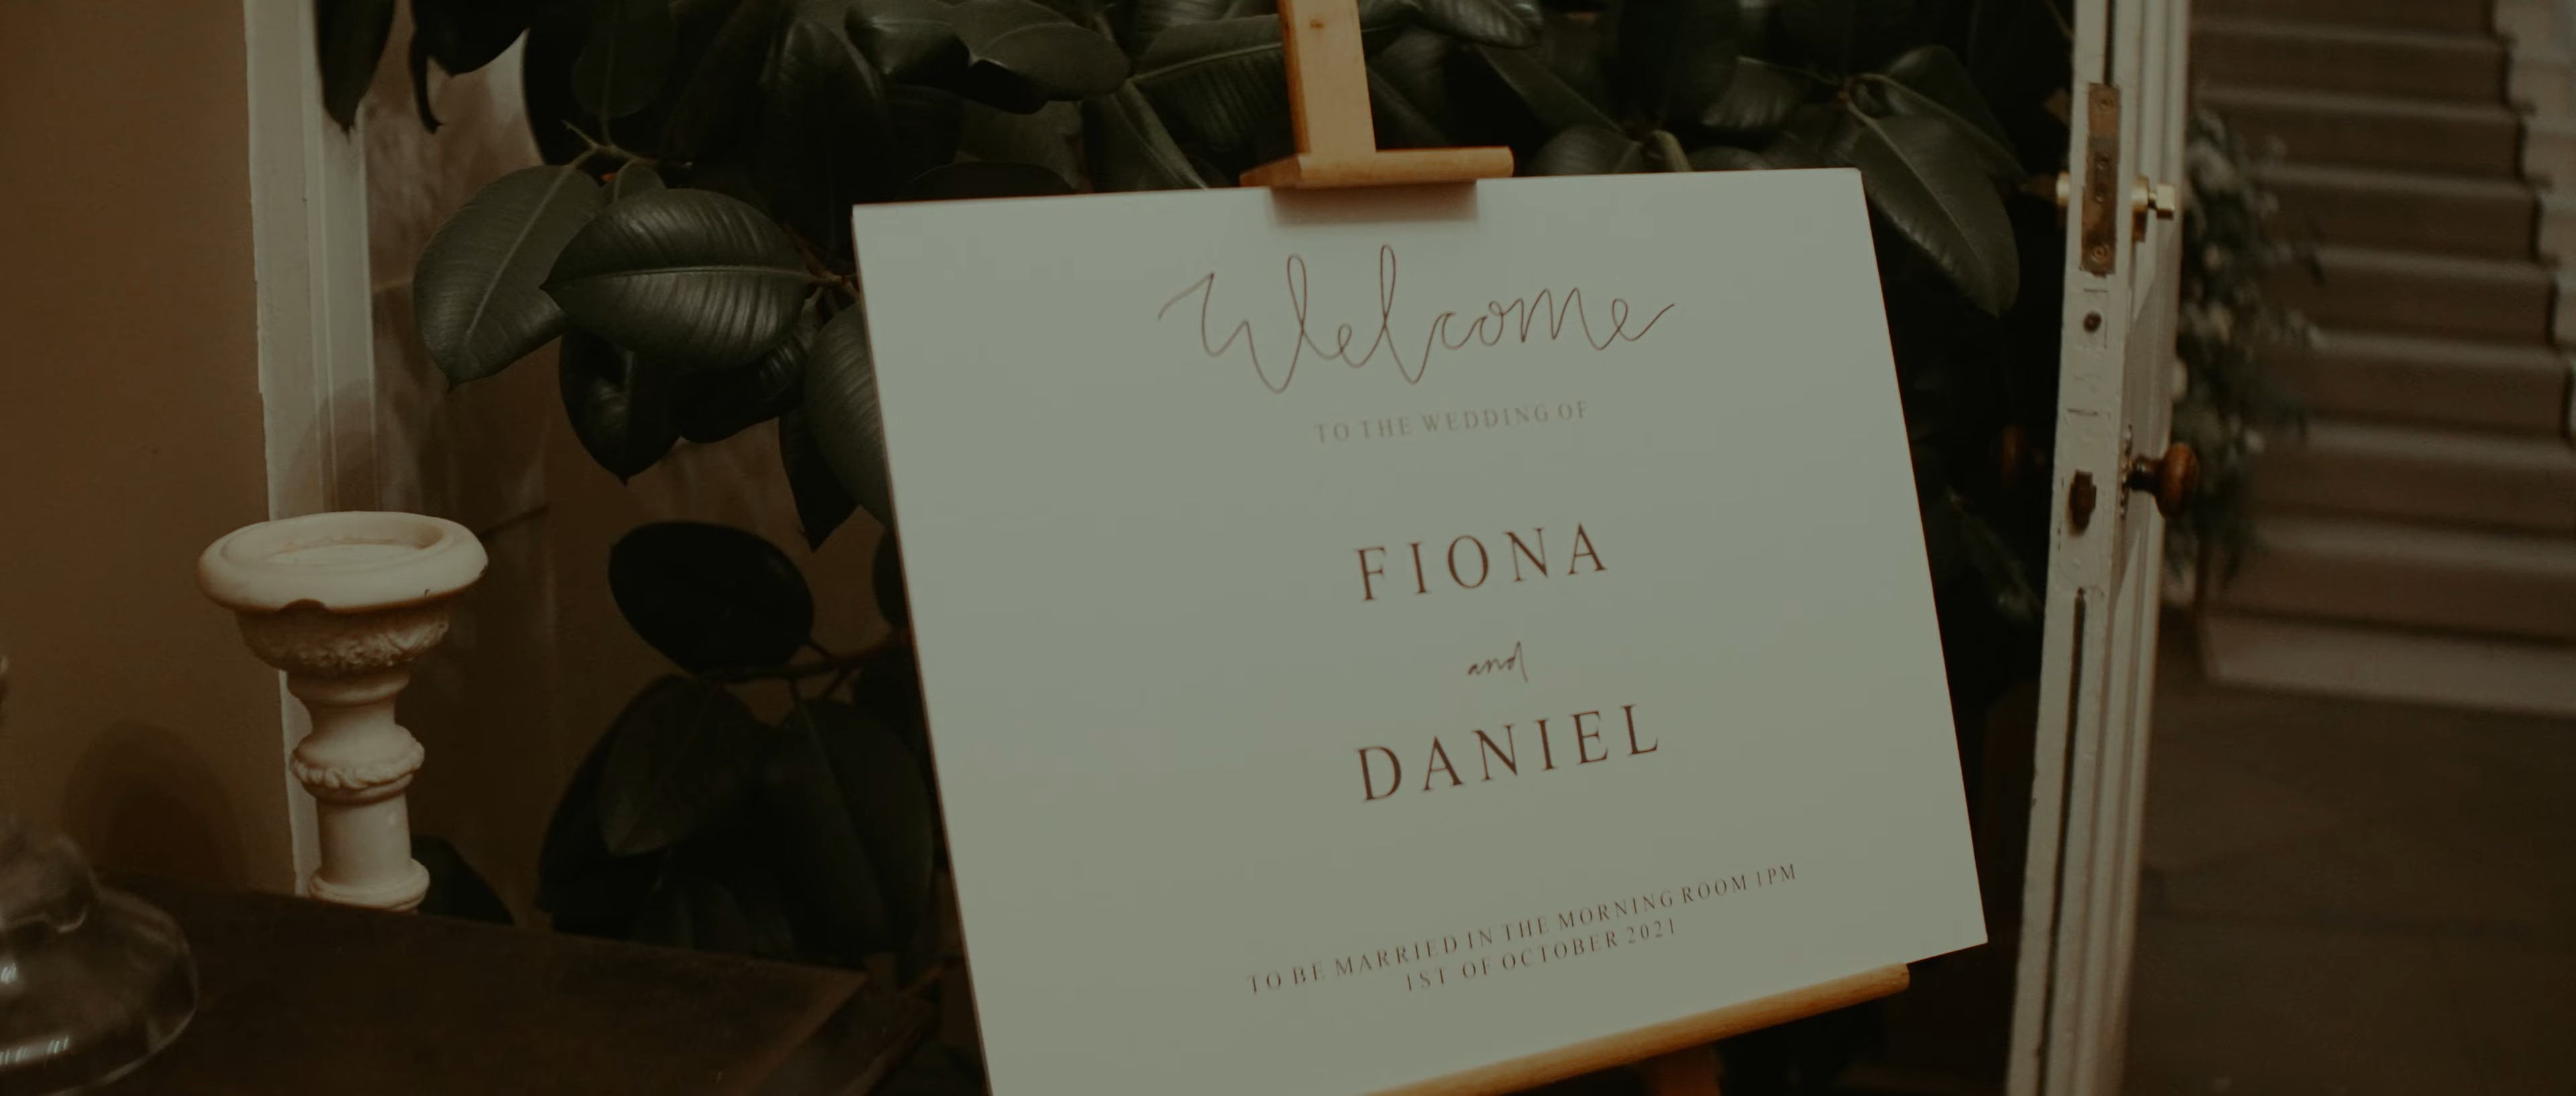 Welcome
TO THE WEDDING OF
FIONA
and
DANIEL
TO BE MARRIED IN THE MORNING ROOM 1PM
1ST OF OCTOBER 2021